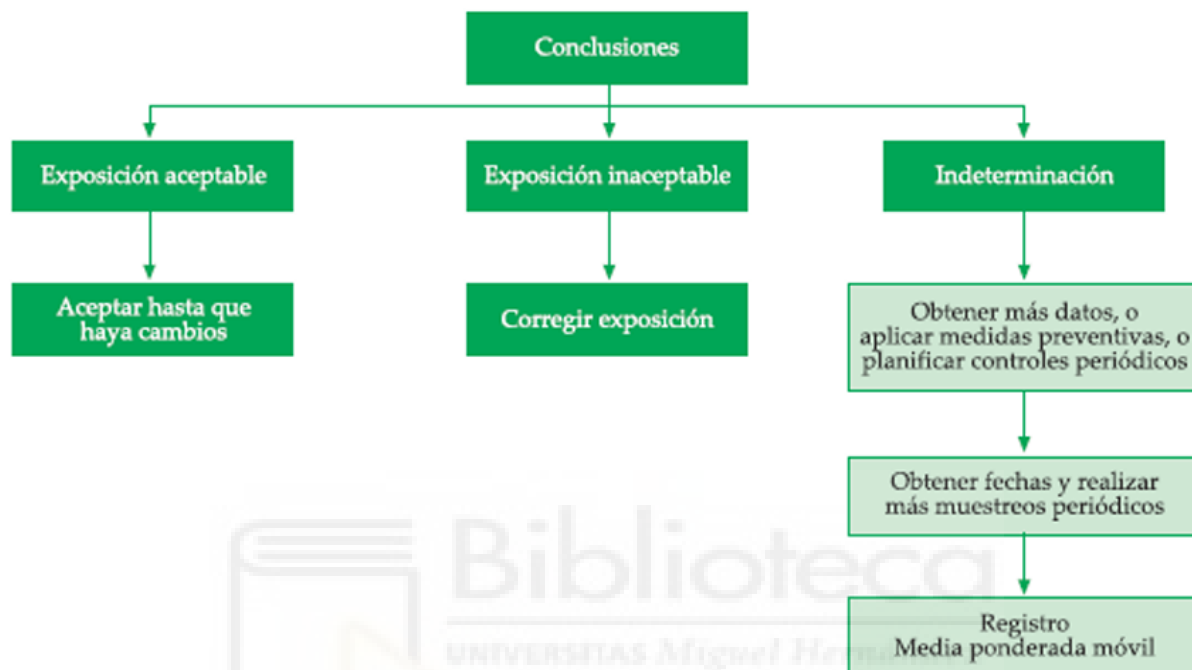 Conclusiones
Exposición aceptable
Exposición inaceptable
Indeterminación
Aceptar hasta que
haya cambios
Corregir exposición
Obtener más datos, o
aplicar medidas preventivas, o
planificar controles periódicos
Obtener fechas y realizar
más muestreos periódicos
Registro
Media ponderada móvil
Biblioteca
UNIVERSITAS Miguel